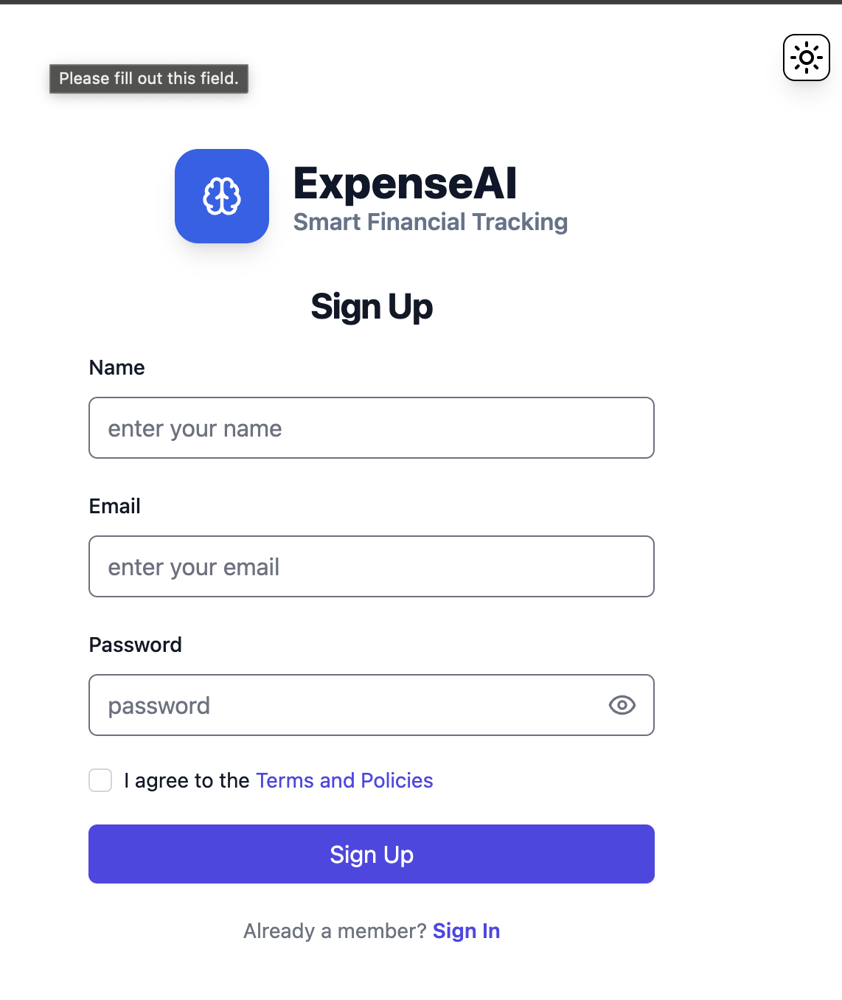 Please fill out this field.
ExpenseAI
Smart Financial Tracking
Sign Up
Name
enter your name
Email
enter your email
Password
password
I agree to the Terms and Policies
Sign Up
Already a member? Sign In